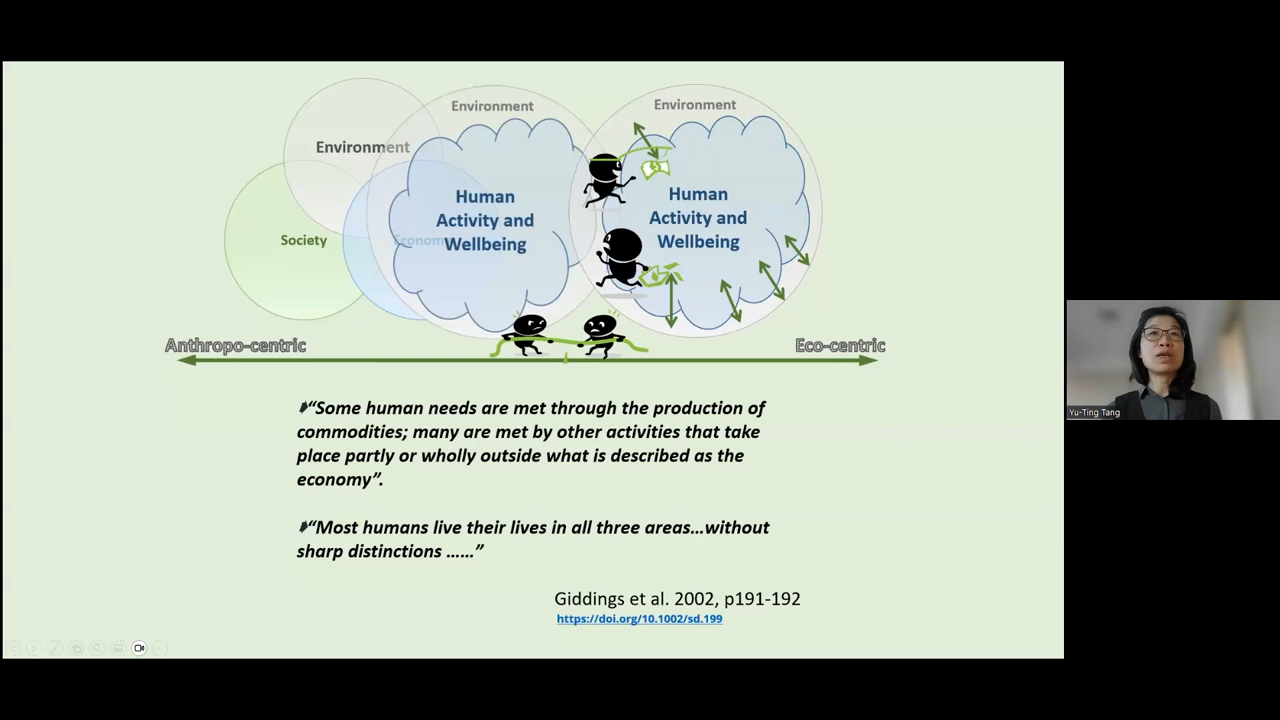 Environment
Environment
Environment
Human
Activity and
Wellbeing
Human
Activity and
Wellbeing
Society
Economy
Anthropo-centric
Eco-centric
“Some human needs are met through the production of
commodities; many are met by other activities that take
place partly or wholly outside what is described as the
economy”.
“Most humans live their lives in all three areas…without
sharp distinctions ……”
Giddings et al. 2002, p191-192
https://doi.org/10.1002/sd.199
Yu-Ting Tang